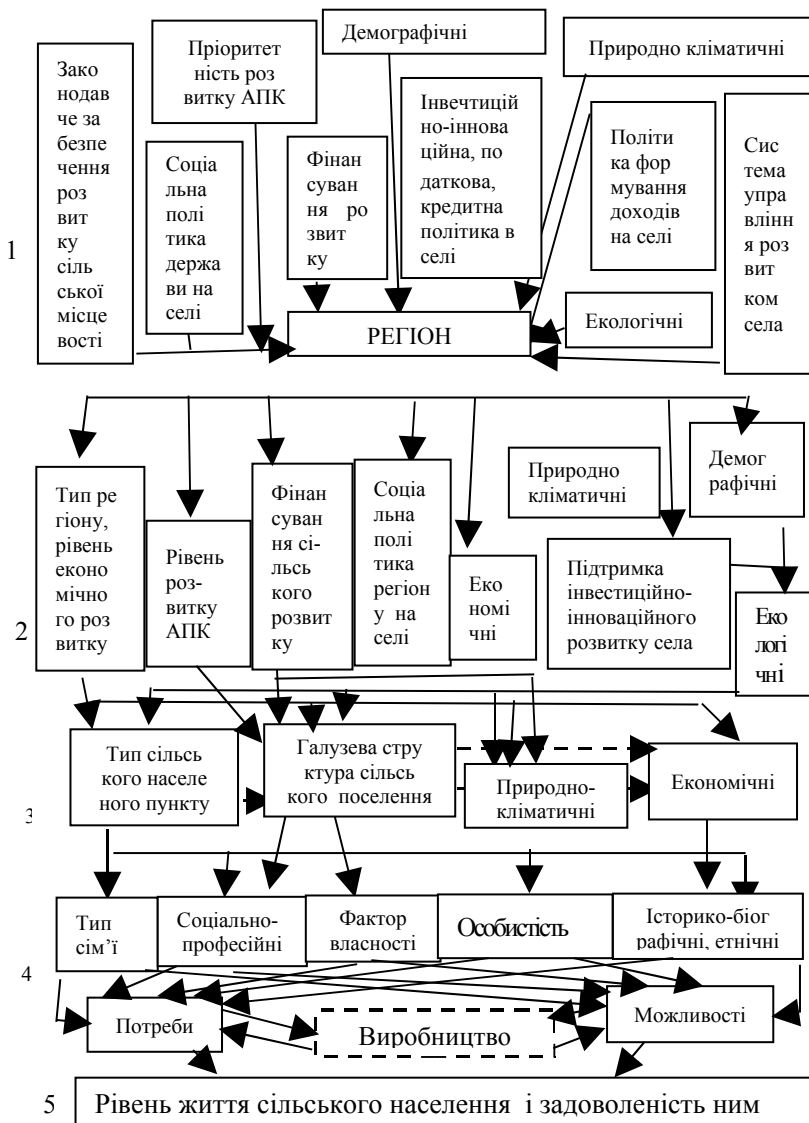 Зако
нодав
че за
безпе
чення
роз
вит
ку
сіль
ської
місце
вості
Пріоритет
ність роз
витку АПК
Соціа
льна
полі
тика
держа
ви на
селі
Демографічні
Фінан
суван
ня ро
звит
ку
Інвечтицій
но-іннова
ційна, по
даткова,
кредитна
політика в
селі
Природно кліматичні
Політи
ка фор
мування
доходів
на селі
Сис
тема
упра
вліні
ня роз
вит
ком
села
1
РЕГІОН
Екологічні
Тип ре
гіону,
рівень
еконо
мічно
го роз
витку
Рівень
роз-
витку
АПК
Фінан
суван
ня сі-
льсь
кого
розвит
ку
Соціа
льна
полі
тика
регіон
у на
селі
Еко
номі
чні
Природно
кліматичні
Підтримка
інвестиційно-
інноваційного
розвитку села
Демог
рафічні
Еко
логі
чні
2
Тип сільсь
кого населе
ного пункту
Галузева стру
ктура сільсь
кого поселення
Природно-
кліматичні
Економічні
3
Тип
сім’ї
Соціально-
професійні
Фактор
власності
Особистість
Історико-біог
рафічні, етнічні
4
Потреби
Виробництво
Можливості
5 Рівень життя сільського населення і задоволеність ним